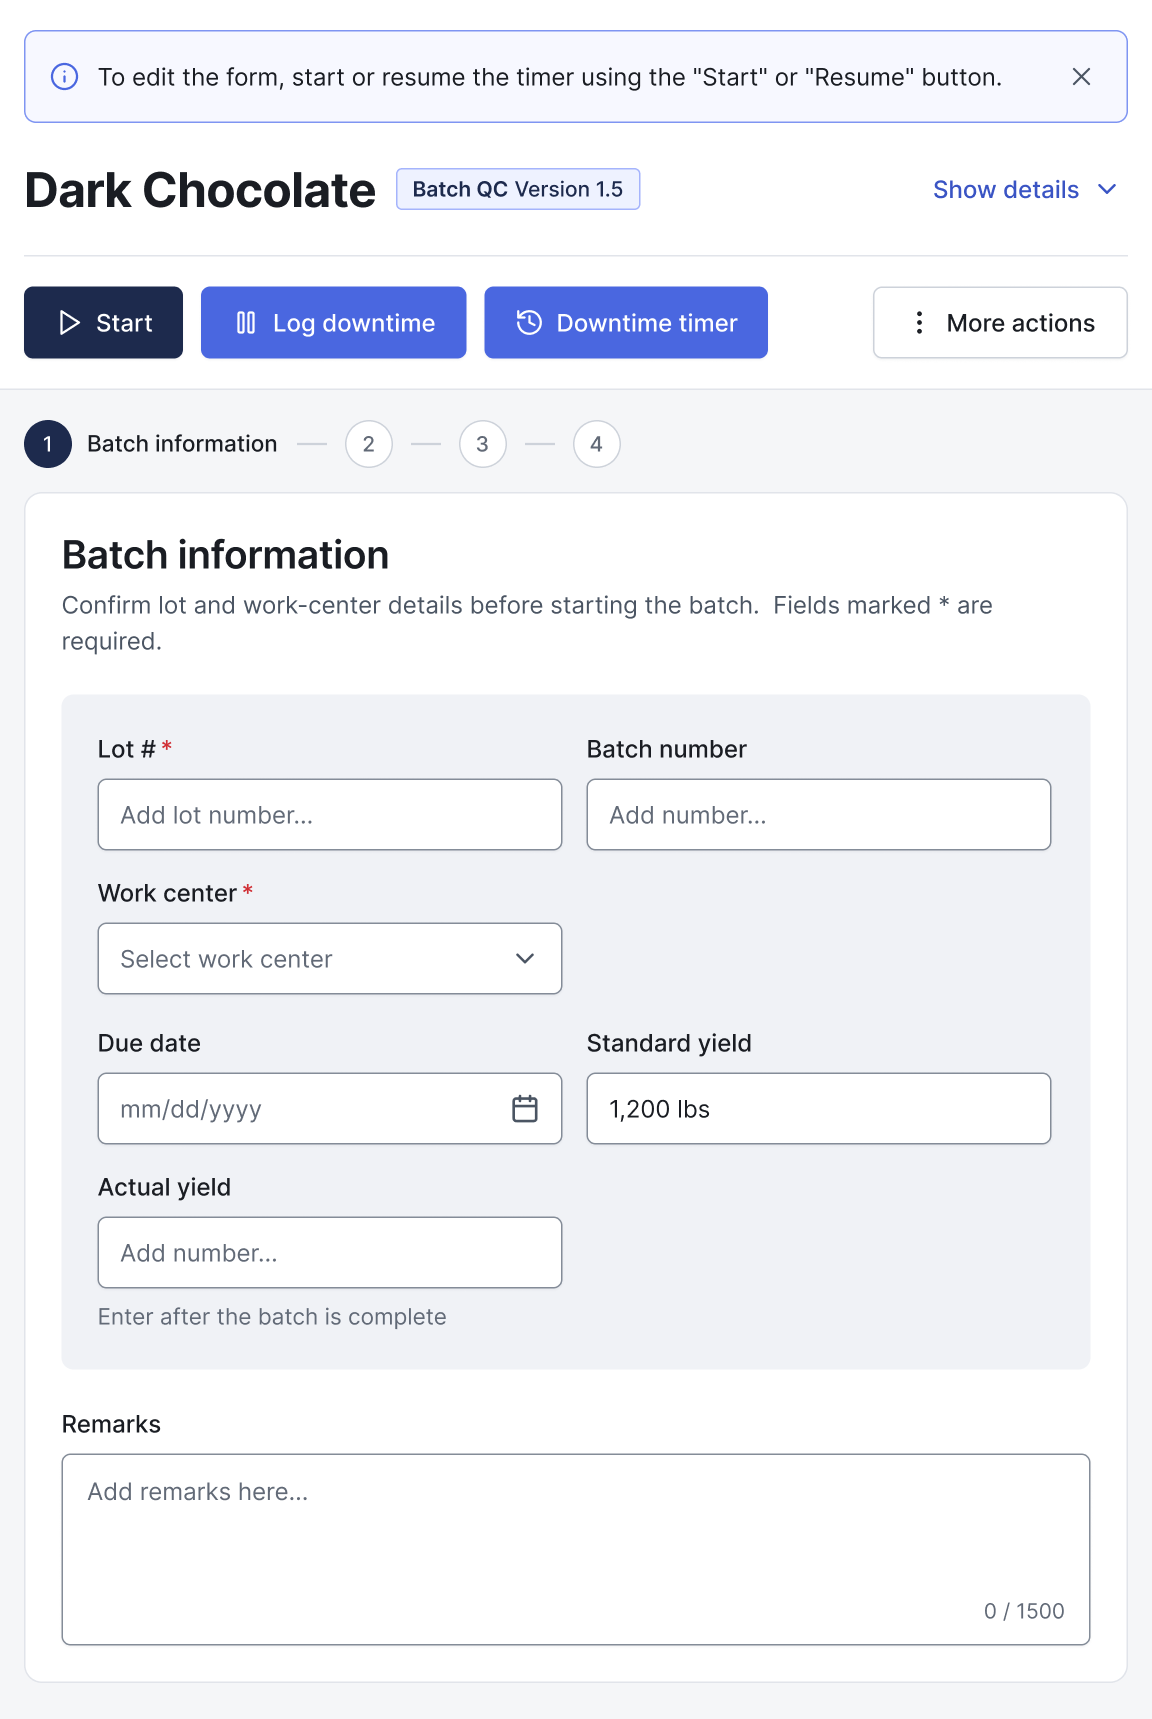 To edit the form, start or resume the timer using the "Start" or "Resume" button.
Dark Chocolate
Batch QC Version 1.5
Show details
Start
Log downtime
Downtime timer
More actions
1
Batch information
2
3
4
Batch information
Confirm lot and work-center details before starting the batch.  Fields marked * are
required.
Lot # *
Batch number
Add lot number...
Add number...
Work center *
Select work center
Due date
Standard yield
mm/dd/yyyy
1,200 lbs
Actual yield
Add number...
Enter after the batch is complete
Remarks
Add remarks here...
0 / 1500